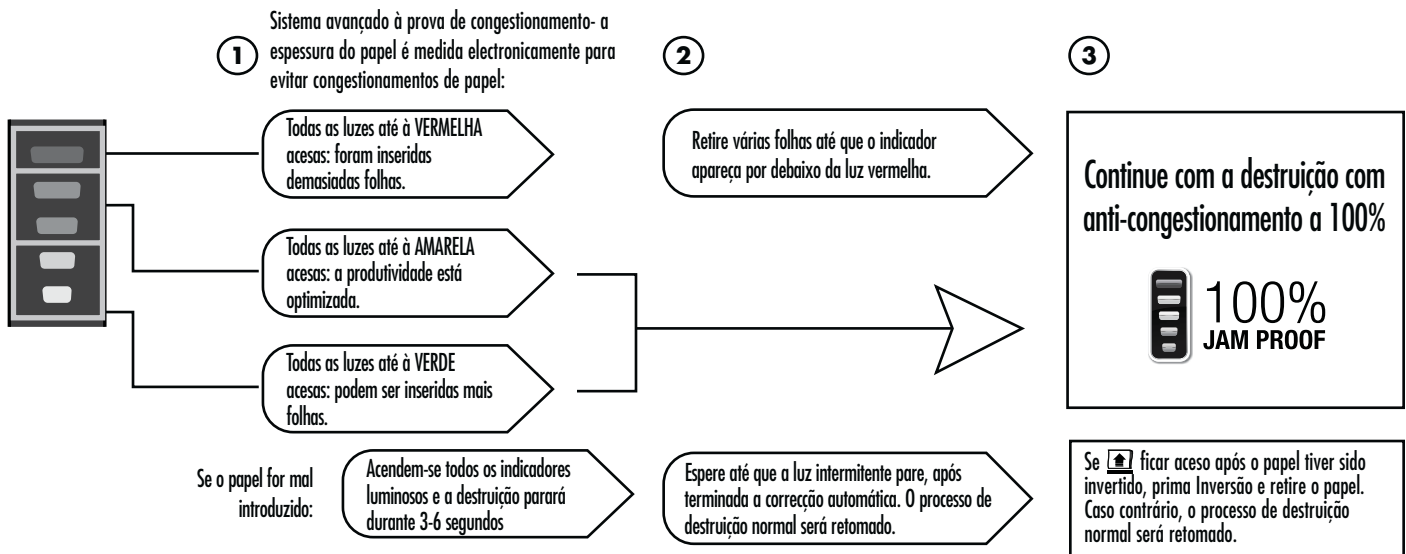 1
Sistema avançado à prova de congestionamento- a
espessura do papel é medida electronicamente para
evitar congestionamentos de papel:
2
3
Todas as luzes até à VERMELHA
acesas: foram inseridas
demasiadas folhas.
Retire várias folhas até que o indicador
apareça por debaixo da luz vermelha.
Todas as luzes até à AMARELA
acesas: a produtividade está
optimizada.
Todas as luzes até à VERDE
acesas: podem ser inseridas mais
folhas.
Continue com a destruição com
anti-congestionamento a 100%
100%
JAM PROOF
Se o papel for mal
introduzido:
Acendem-se todos os indicadores
luminosos e a destruição parará
durante 3-6 segundos
Espere até que a luz intermitente pare, após
terminada a correcção automática. O processo de
destruição normal será retomado.
Se ficar aceso após o papel tiver sido
invertido, prima Inversão e retire o papel.
Caso contrário, o processo de destruição
normal será retomado.